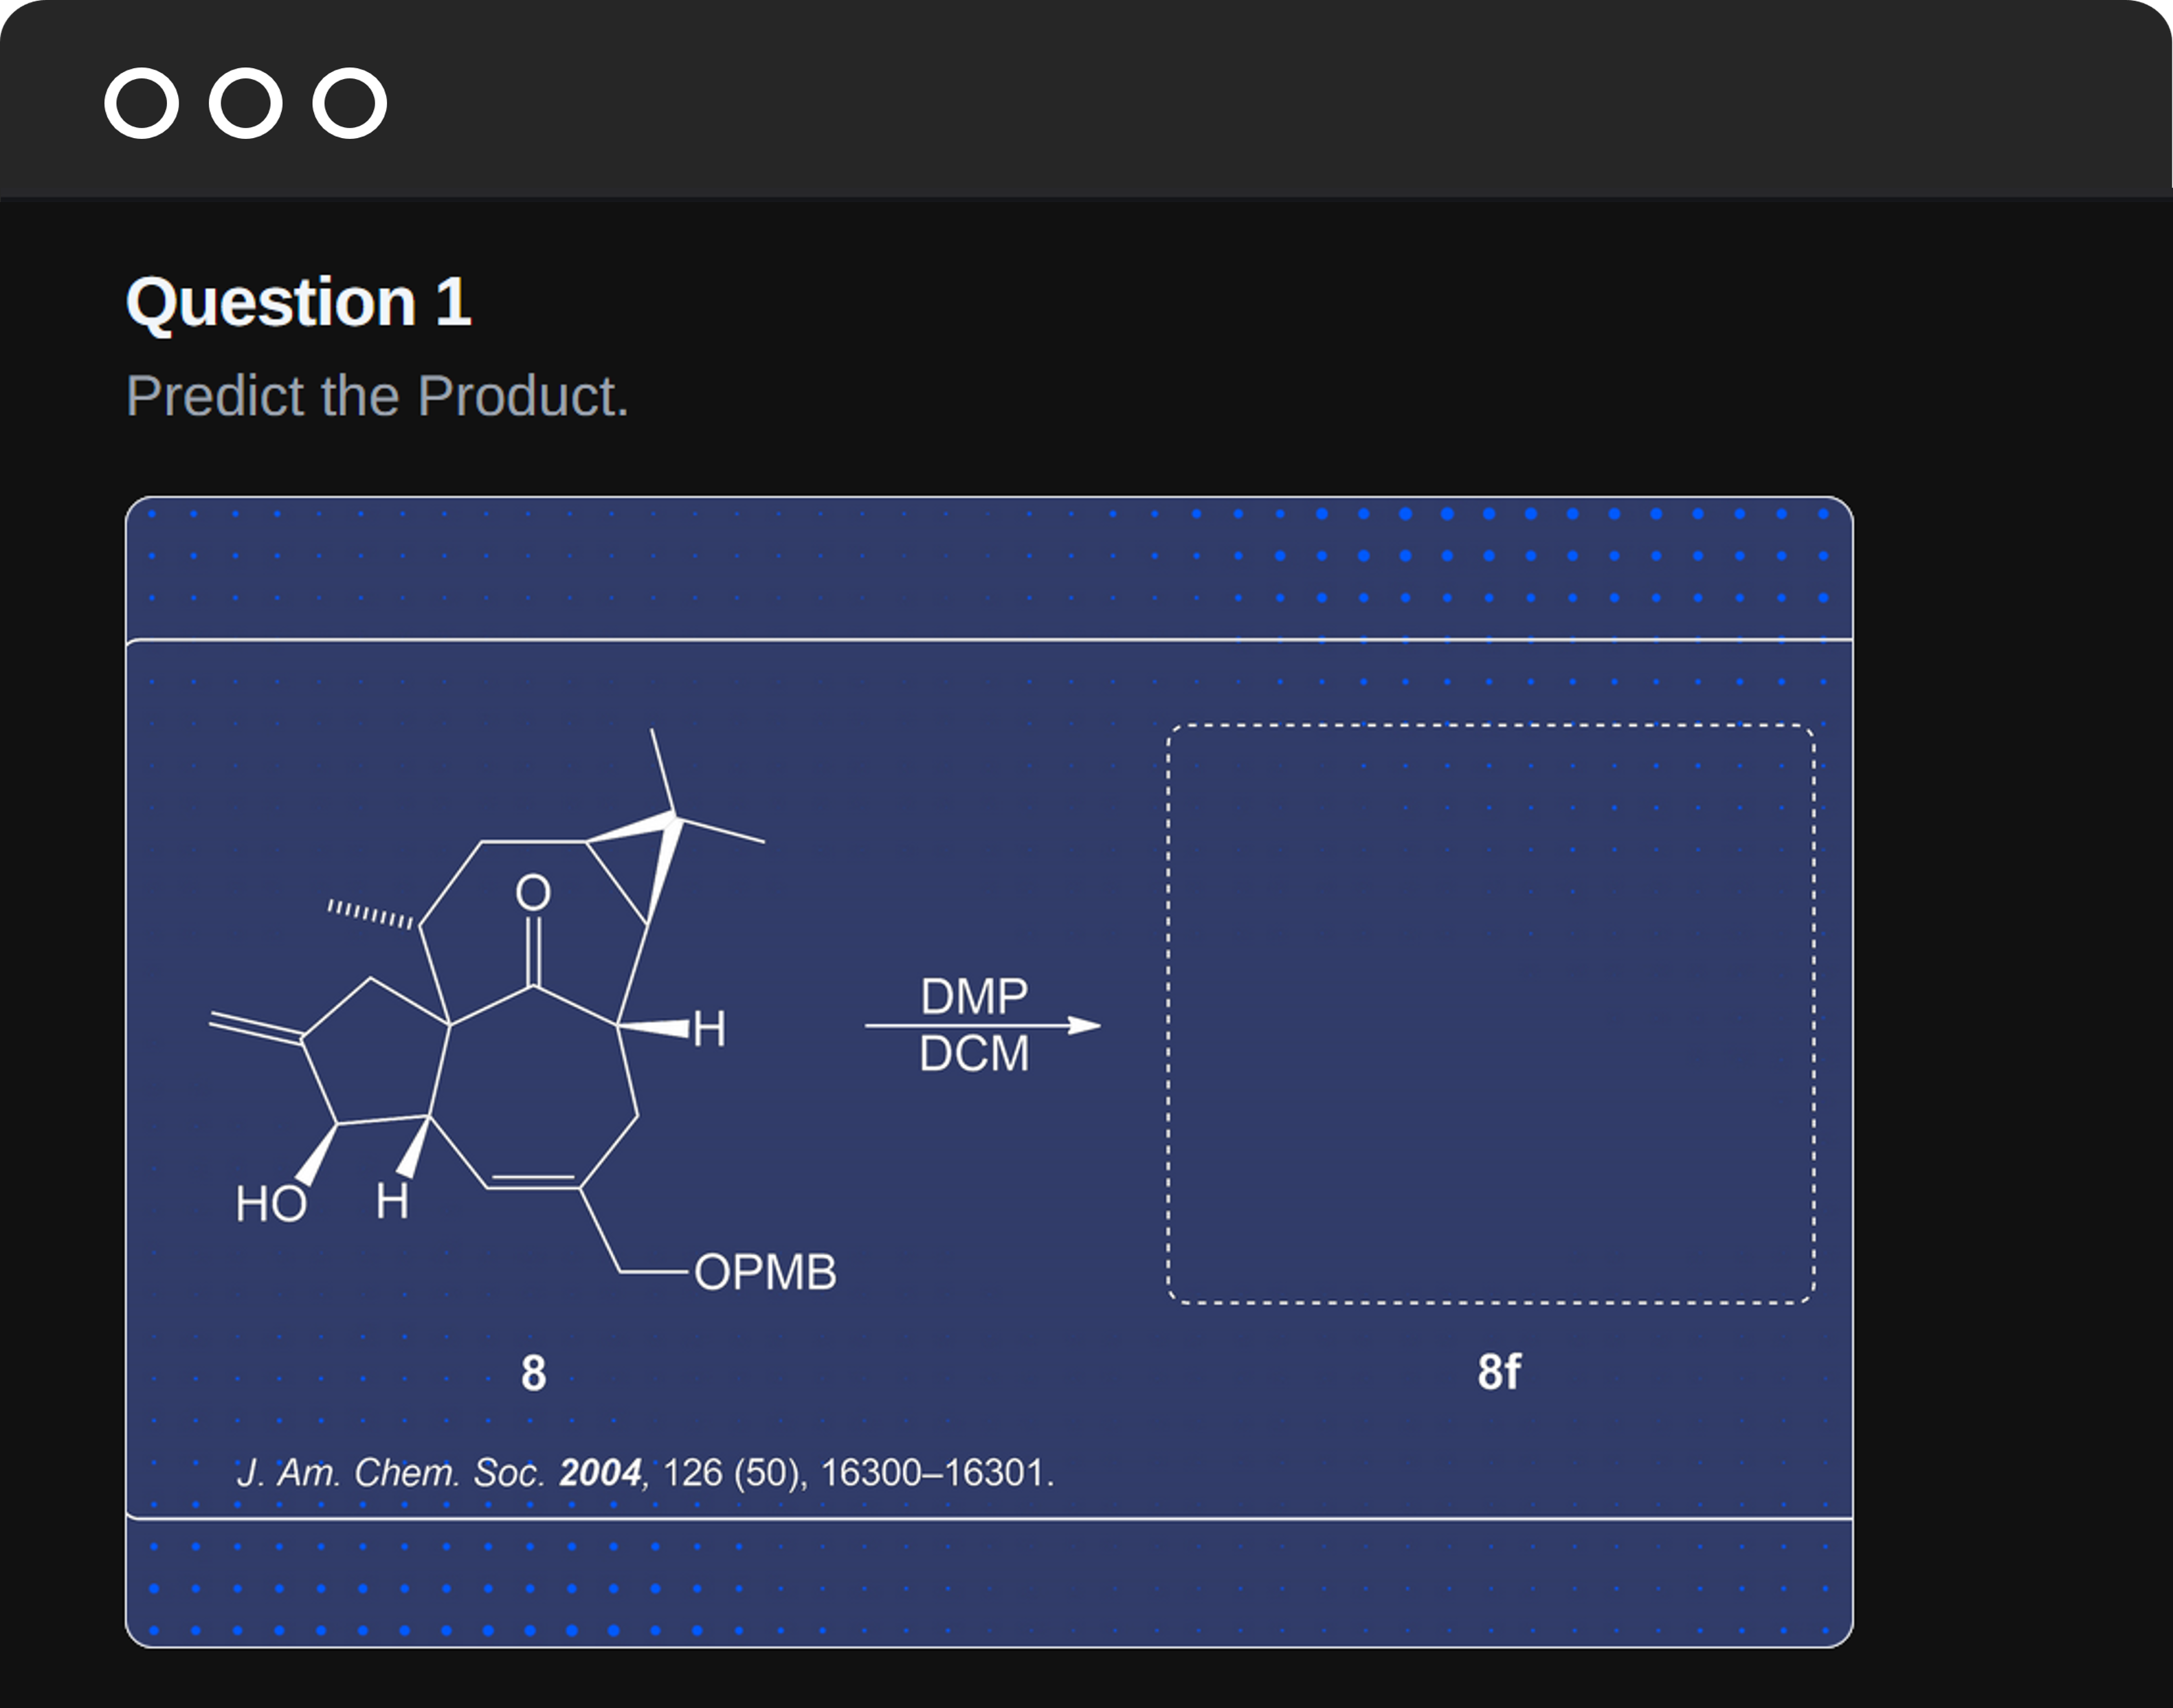 Question 1
Predict the Product.
O
H
DMP
DCM
HO
H
OPMB
8
8f
J. Am. Chem. Soc. 2004, 126 (50), 16300–16301.